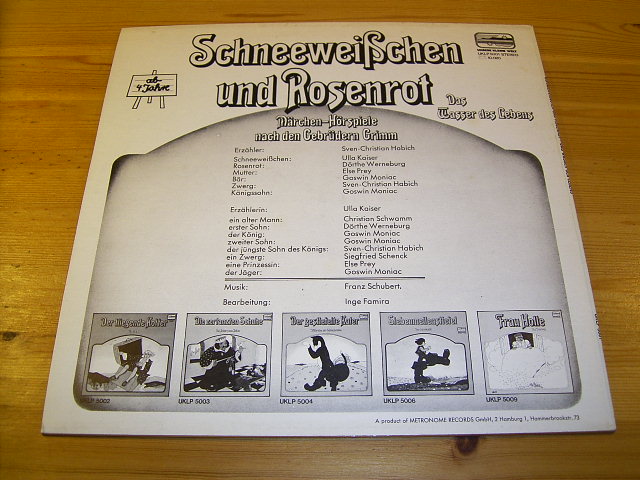 Schneeweißchen
und Rosenrot
Das
Wasser des Lebens
ab
4 Jahre
Märchen-Hörspiele
nach den Gebrüdern Grimm
Erzähler: Sven-Christian Habich
Schneeweißchen: Ulla Kaiser
Rosenrot: Dörthe Werneburg
Mutter: Else Prey
Bär: Goswin Moniac
Zwerg: Sven-Christian Habich
Königssohn: Goswin Moniac
Erzählerin: Ulla Kaiser
ein alter Mann: Christian Schwamm
erster Sohn: Dörthe Werneburg
der König: Goswin Moniac
zweiter Sohn: Goswin Moniac
der jüngste Sohn des Königs: Sven-Christian Habich
ein Zwerg: Siegfried Schenck
eine Prinzessin: Else Prey
der Jäger: Goswin Moniac
Musik: Franz Schubert,
Bearbeitung: Inge Famira
Der fliegende Koffer
Die zertanzten Schuhe
Der gestiefelte Kater
Siebenmeilenstiefel
Frau Holle
UKLP 5002
UKLP 5003
UKLP 5004
UKLP 5006
UKLP 5009
A product of METRONOME RECORDS GmbH, 2 Hamburg 1, Hammerbrookstr. 73